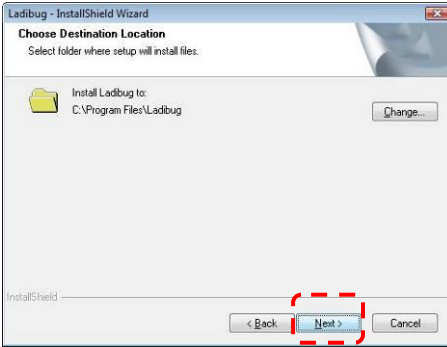 Ladibug - InstallShield Wizard
Choose Destination Location
Select folder where setup will install files.
Install Ladibug to:
C:\Program Files\Ladibug
Change...
InstallShield
< Back Next > Cancel